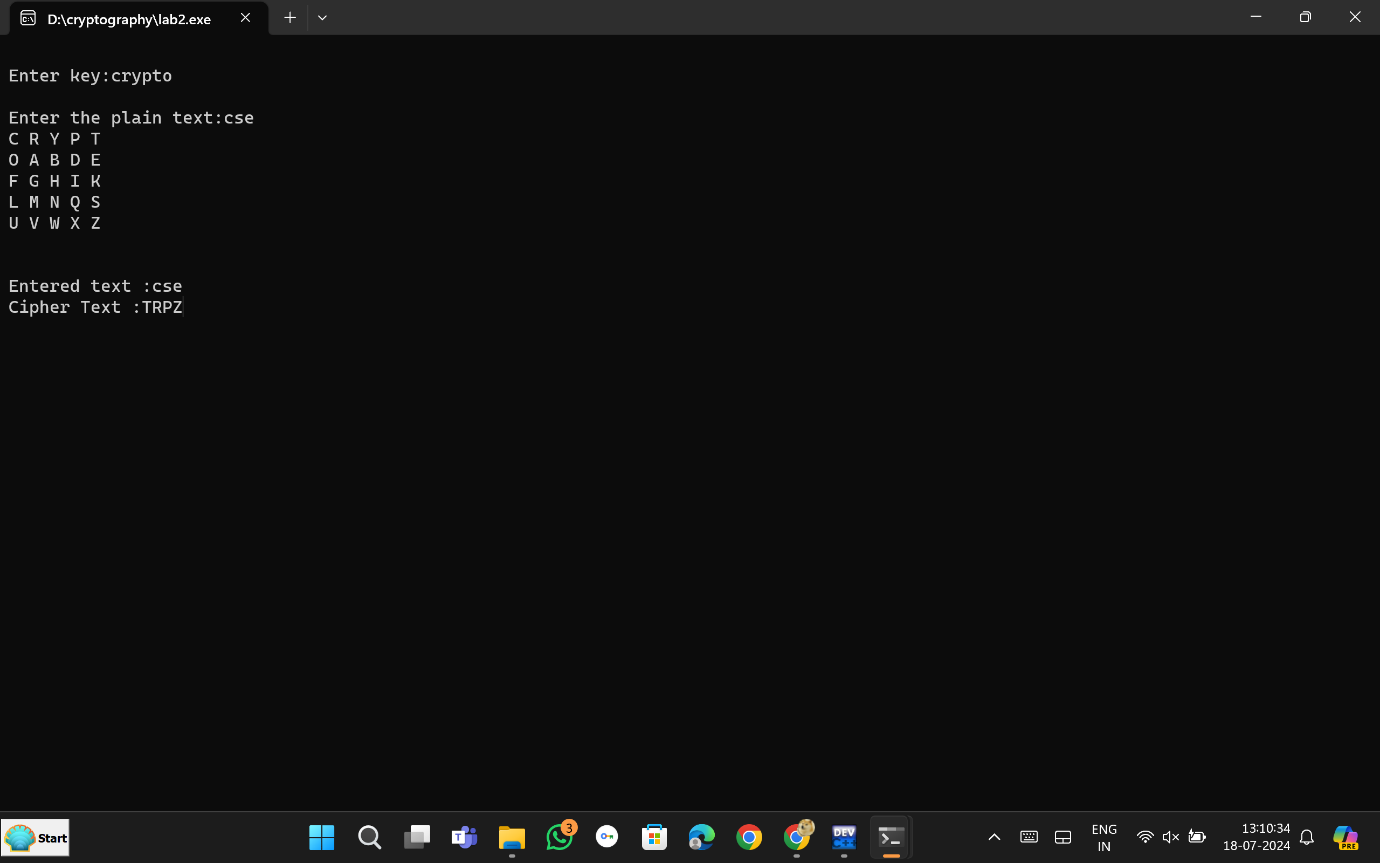 D:\cryptography\lab2.exe
Enter key:crypto
Enter the plain text:cse
C R Y P T
O A B D E
F G H I K
L M N Q S
U V W X Z
Entered text :cse
Cipher Text :TRPZ
Start
3
DEV
ENG
IN
13:10:34
18-07-2024
PRE